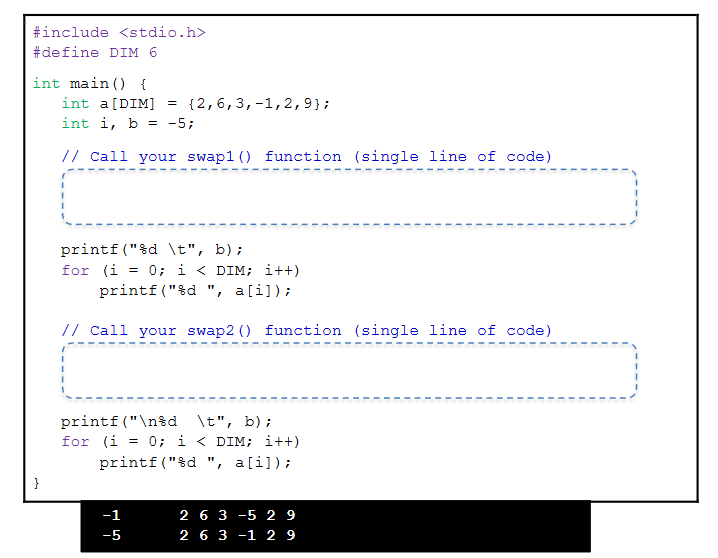 #include <stdio.h>
#define DIM 6
int main() {
int a[DIM] = {2,6,3,-1,2,9};
int i, b = -5;
// Call your swap1() function (single line of code)
printf("%d \t", b);
for (i = 0; i < DIM; i++)
printf("%d ", a[i]);
// Call your swap2() function (single line of code)
printf("\n%d  \t", b);
for (i = 0; i < DIM; i++)
printf("%d ", a[i]);
}
-1 2 6 3 -5 2 9
-5 2 6 3 -1 2 9